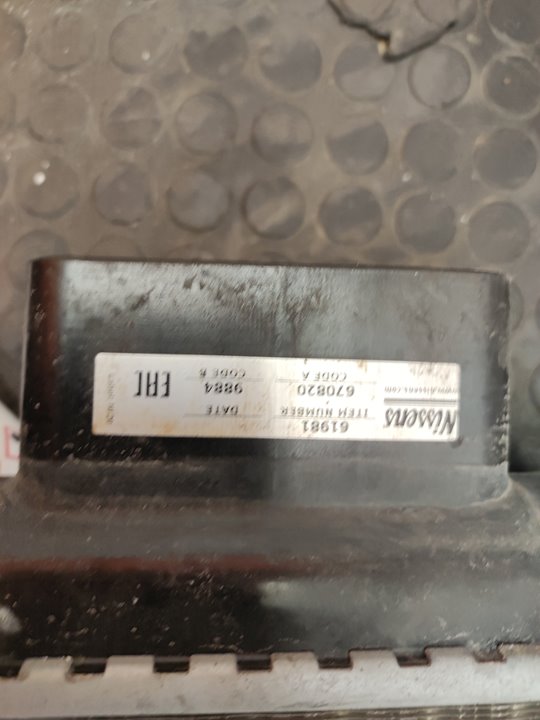 Nissens
www.nissens.com
61981
ITEM NUMBER DATE
670820 9884
CODE A CODE B
EAC